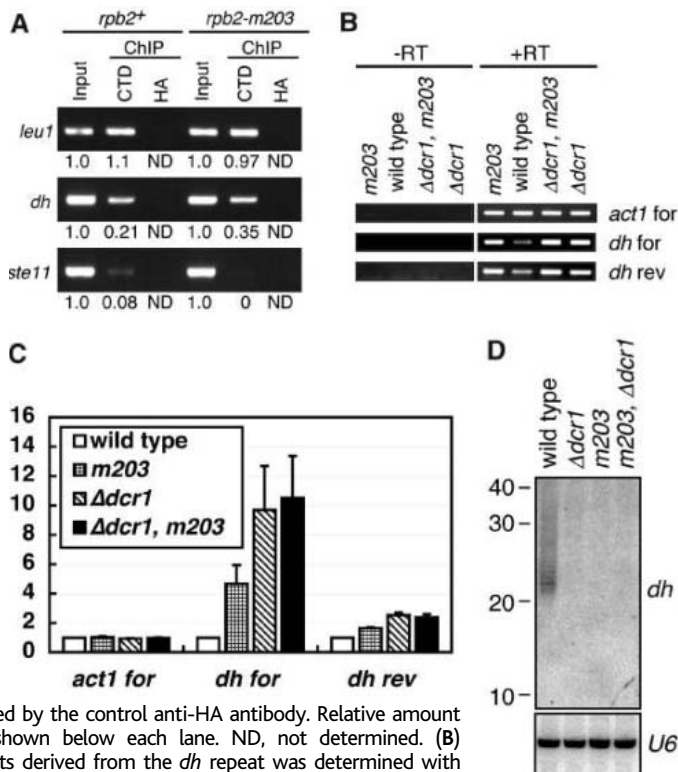 A
rpb2+ rpb2-m203
ChIP ChIP
Input CTD HA Input CTD HA
leu1
1.0 1.1 ND 1.0 0.97 ND
dh
1.0 0.21 ND 1.0 0.35 ND
ste11
1.0 0.08 ND 1.0 0 ND
B
-RT +RT
m203 wild type Δdcr1, m203 Δdcr1 m203 wild type Δdcr1, m203 Δdcr1
act1 for
dh for
dh rev
C
16
14
12
10
8
6
4
2
0
wild type
m203
Δdcr1
Δdcr1, m203
act1 for dh for dh rev
D
wild type Δdcr1 m203 m203, Δdcr1
40
30
20
10
dh
U6
ed by the control anti-HA antibody. Relative amount
shown below each lane. ND, not determined. (B)
ts derived from the dh repeat was determined with